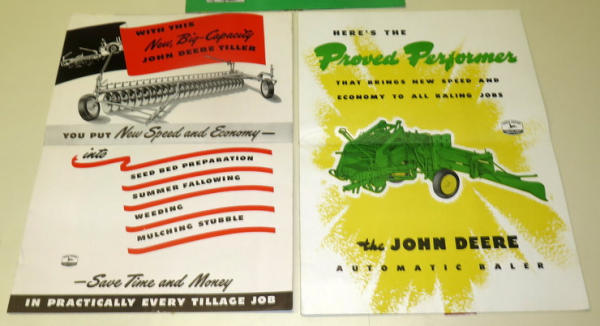 WITH THIS
New, Big-Capacity
JOHN DEERE TILLER
YOU PUT New Speed and Economy—
into
SEED BED PREPARATION
SUMMER FALLOWING
WEEDING
MULCHING STUBBLE
—Save Time and Money
IN PRACTICALLY EVERY TILLAGE JOB
HERE'S THE
Proved Performer
THAT BRINGS NEW SPEED AND
ECONOMY TO ALL BALING JOBS
the JOHN DEERE
AUTOMATIC BALER